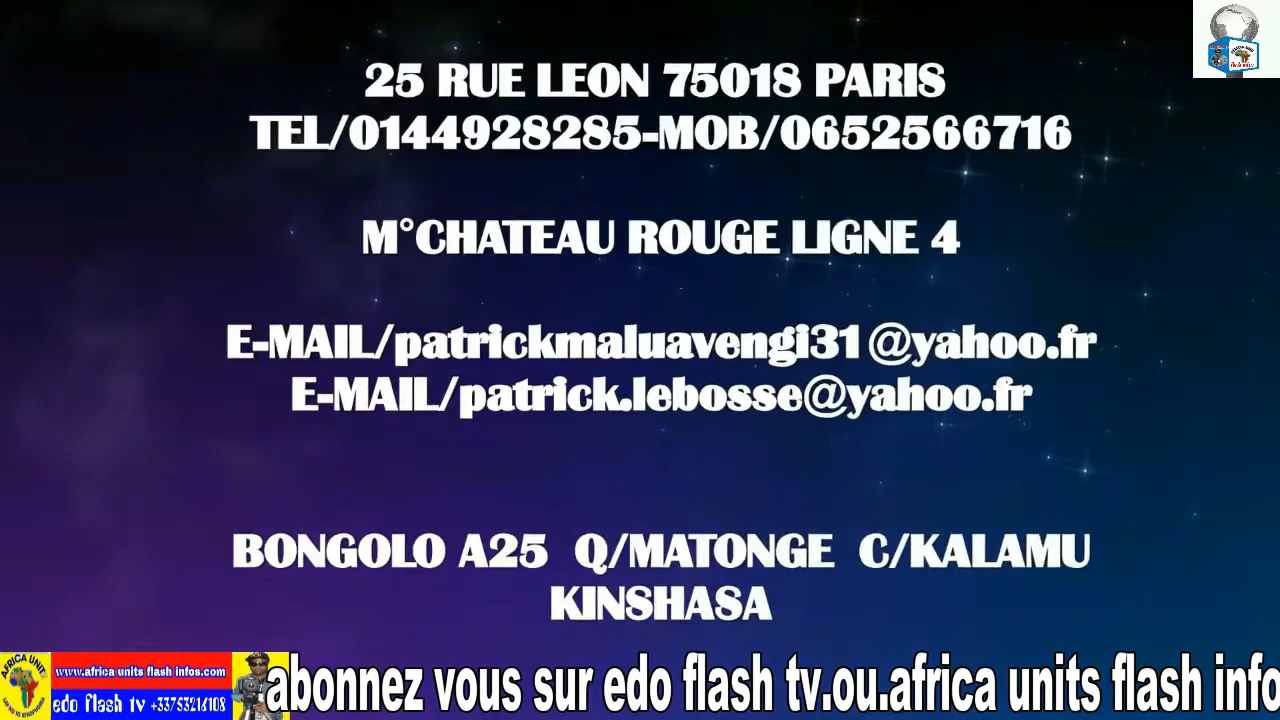 25 RUE LEON 75018 PARIS
TEL/0144928285-MOB/0652566716
M°CHATEAU ROUGE LIGNE 4
E-MAIL/patrickmaluavengi31@yahoo.fr
E-MAIL/patrick.lebosse@yahoo.fr
BONGOLO A25 Q/MATONGE C/KALAMU
KINSHASA
AFRICA UNITS
www.africa units flash infos.com
edo flash tv +33753216108
abonnez vous sur edo flash tv.ou.africa units flash info